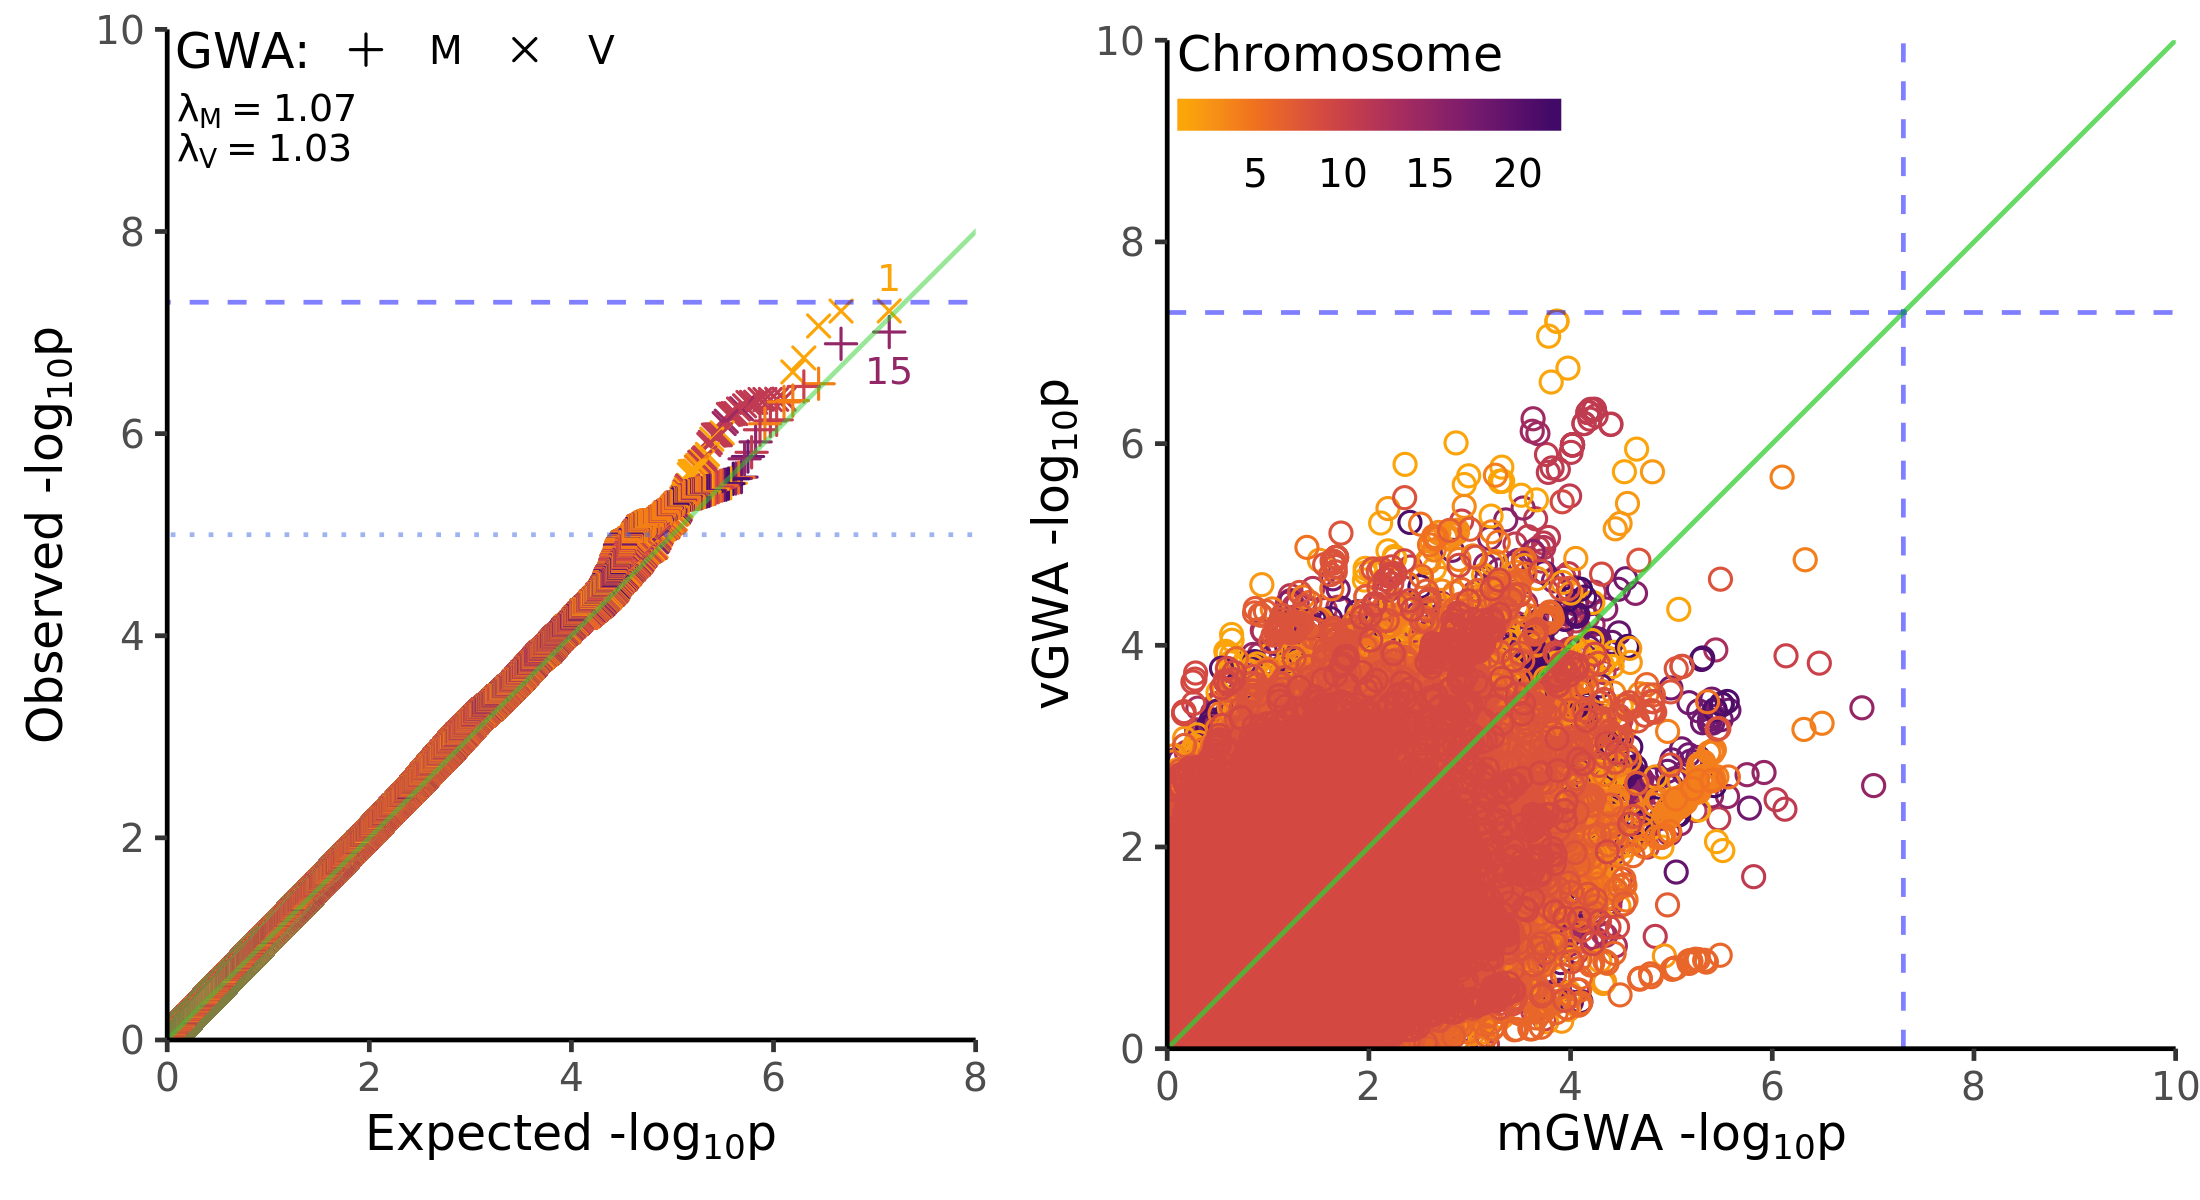 GWA: + M × V
λM = 1.07
λV = 1.03
10
8
6
4
2
0
0 2 4 6 8
1
15
Observed -log10p
Expected -log10p
Chromosome
5 10 15 20
10
8
6
4
2
0
0 2 4 6 8 10
vGWA -log10p
mGWA -log10p